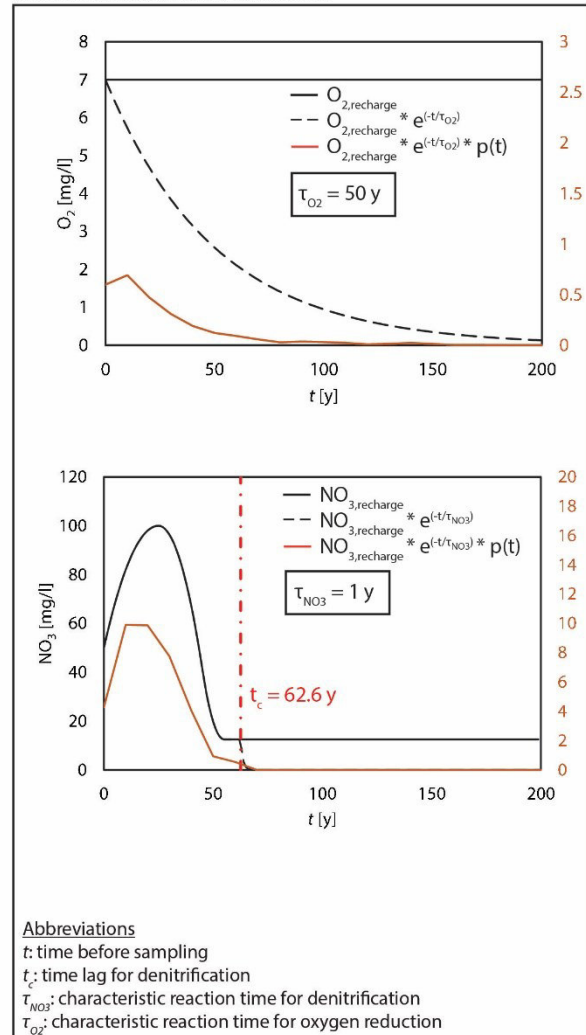 8
7
6
5
4
3
2
1
0
O₂ [mg/l]
3
2.5
2
1.5
1
0.5
0
O₂,recharge
O₂,recharge * e^(-t/τO2)
O₂,recharge * e^(-t/τO2) * p(t)
τO2 = 50 y
0 50 100 150 200
t [y]
120
100
80
60
40
20
0
NO₃ [mg/l]
20
18
16
14
12
10
8
6
4
2
0
NO₃,recharge
NO₃,recharge * e^(-t/τNO3)
NO₃,recharge * e^(-t/τNO3) * p(t)
τNO3 = 1 y
tc = 62.6 y
0 50 100 150 200
t [y]
Abbreviations
t: time before sampling
tc: time lag for denitrification
τNO3: characteristic reaction time for denitrification
τO2: characteristic reaction time for oxygen reduction